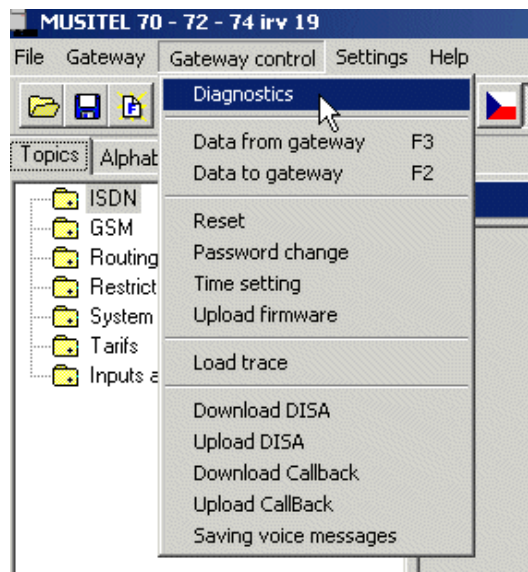 MUSITEL 70 - 72 - 74 irv 19
File Gateway Gateway control Settings Help
Diagnostics
Data from gateway F3
Data to gateway F2
Reset
Password change
Time setting
Upload firmware
Load trace
Download DISA
Upload DISA
Download Callback
Upload CallBack
Saving voice messages
Topics Alphab
ISDN
GSM
Routing
Restrict
System
Tarifs
Inputs a